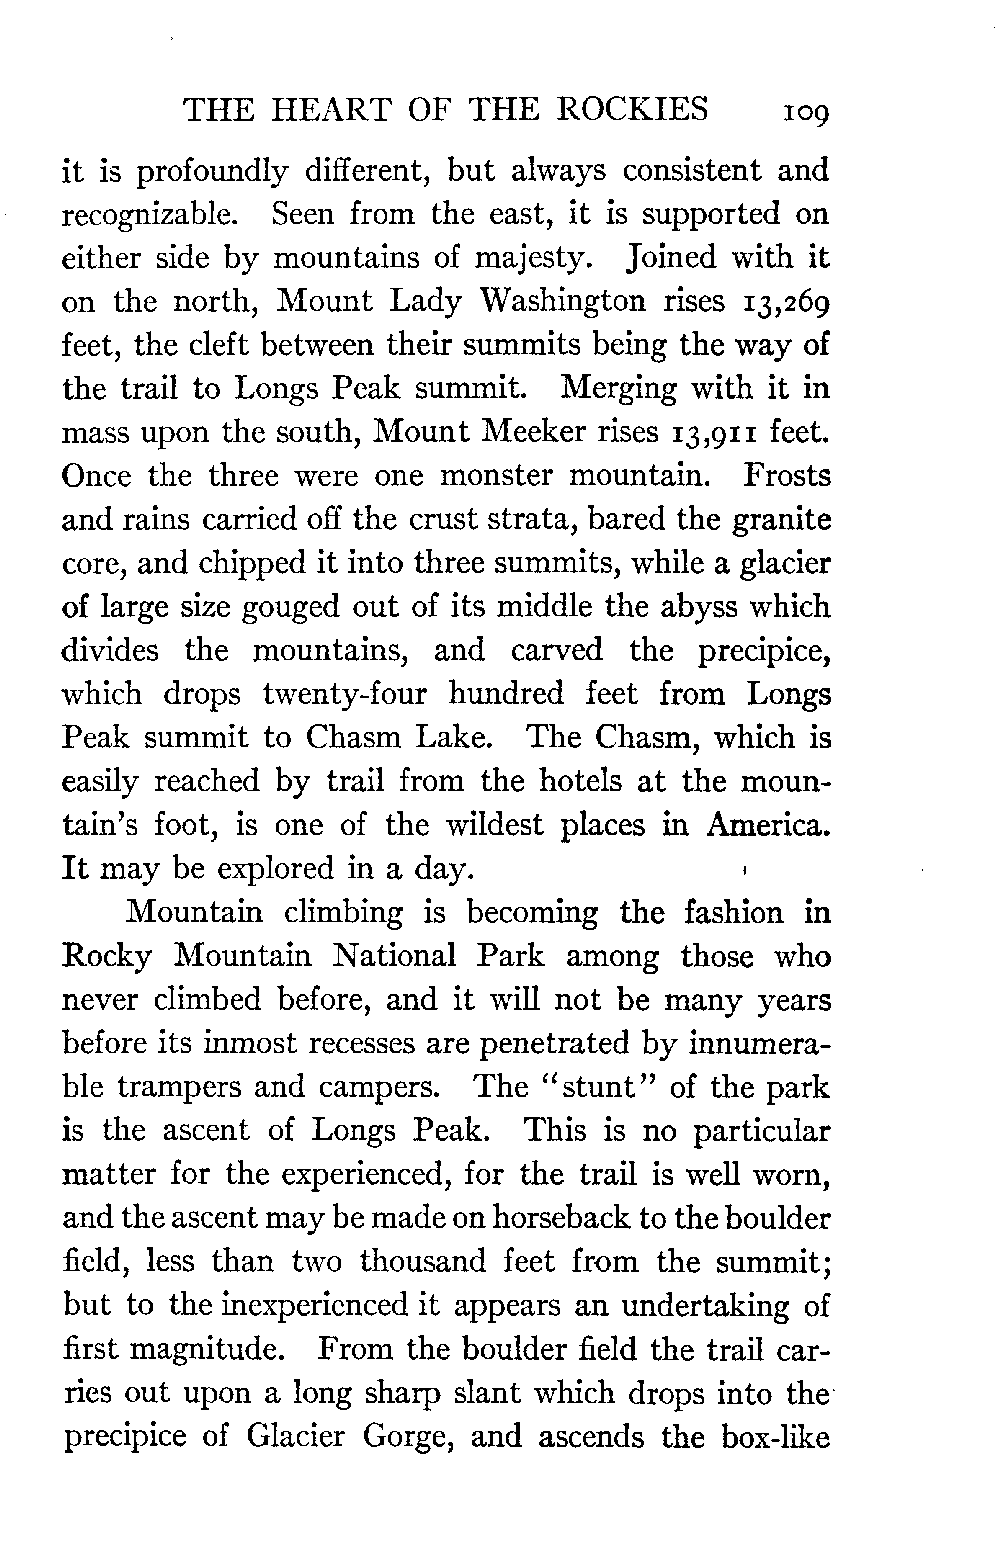 THE HEART OF THE ROCKIES 109
it is profoundly different, but always consistent and
recognizable. Seen from the east, it is supported on
either side by mountains of majesty. Joined with it
on the north, Mount Lady Washington rises 13,269
feet, the cleft between their summits being the way of
the trail to Longs Peak summit. Merging with it in
mass upon the south, Mount Meeker rises 13,911 feet.
Once the three were one monster mountain. Frosts
and rains carried off the crust strata, bared the granite
core, and chipped it into three summits, while a glacier
of large size gouged out of its middle the abyss which
divides the mountains, and carved the precipice,
which drops twenty-four hundred feet from Longs
Peak summit to Chasm Lake. The Chasm, which is
easily reached by trail from the hotels at the moun-
tain's foot, is one of the wildest places in America.
It may be explored in a day.
Mountain climbing is becoming the fashion in
Rocky Mountain National Park among those who
never climbed before, and it will not be many years
before its inmost recesses are penetrated by innumera-
ble trampers and campers. The "stunt" of the park
is the ascent of Longs Peak. This is no particular
matter for the experienced, for the trail is well worn,
and the ascent may be made on horseback to the boulder
field, less than two thousand feet from the summit;
but to the inexperienced it appears an undertaking of
first magnitude. From the boulder field the trail car-
ries out upon a long sharp slant which drops into the
precipice of Glacier Gorge, and ascends the box-like